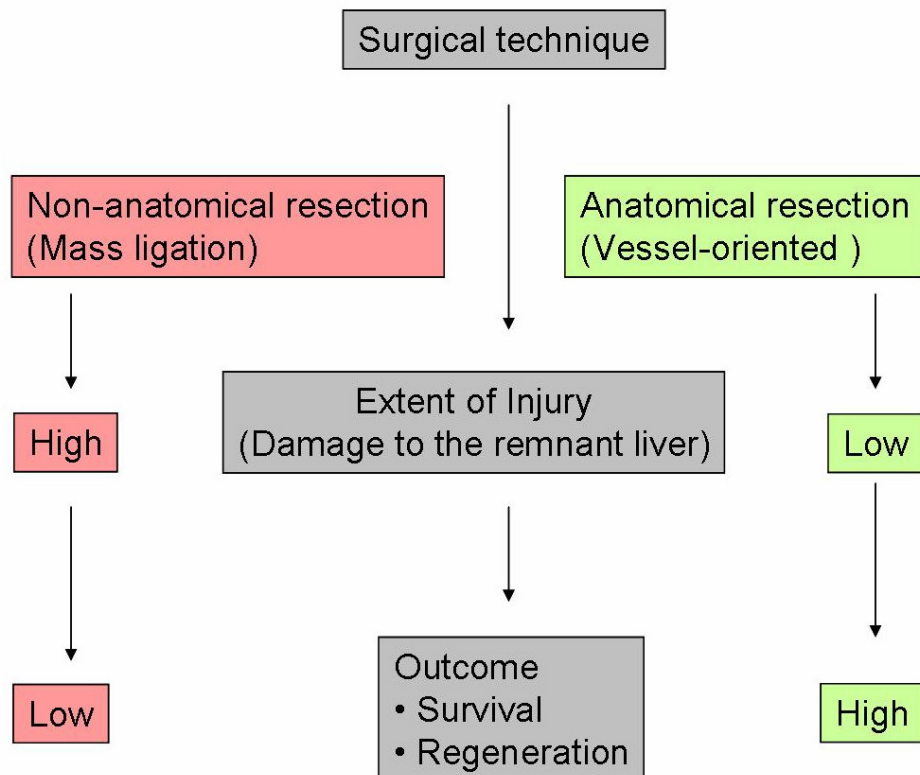 Surgical technique
Non-anatomical resection
(Mass ligation)
Anatomical resection
(Vessel-oriented )
High
Extent of Injury
(Damage to the remnant liver)
Low
Low
Outcome
• Survival
• Regeneration
High